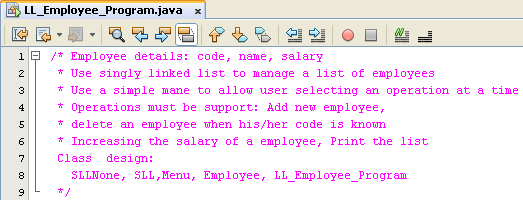 LL_Employee_Program.java x
1 /* Employee details: code, name, salary
2 * Use singly linked list to manage a list of employees
3 * Use a simple mane to allow user selecting an operation at a time
4 * Operations must be support: Add new employee,
5 * delete an employee when his/her code is known
6 * Increasing the salary of a employee, Print the list
7 Class design:
8 SLLNone, SLL,Menu, Employee, LL_Employee_Program
9 */